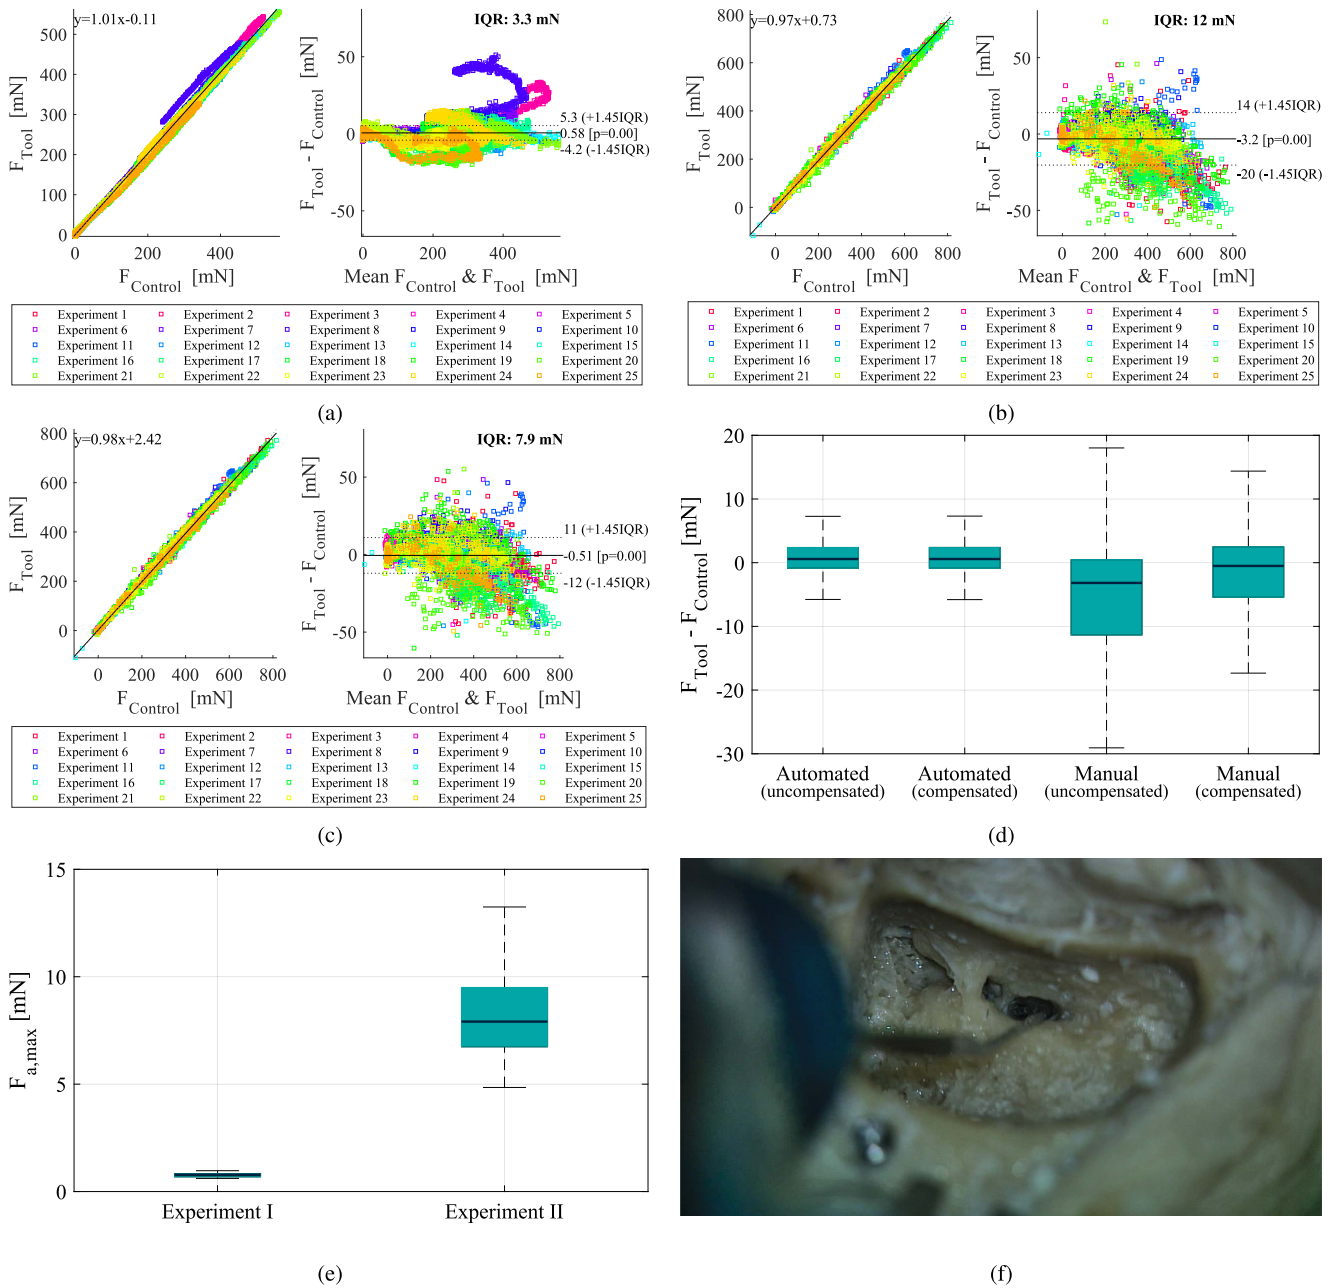 y=1.01x-0.11
IQR: 3.3 mN
F_Tool [mN]
500
400
300
200
100
0
0
200
400
F_Control [mN]
F_Tool - F_Control [mN]
50
0
-50
5.3 (+1.45IQR)
0.58 [p=0.00]
-4.2 (-1.45IQR)
0
200
400
Mean F_Control & F_Tool [mN]
Experiment 1 Experiment 2 Experiment 3 Experiment 4 Experiment 5
Experiment 6 Experiment 7 Experiment 8 Experiment 9 Experiment 10
Experiment 11 Experiment 12 Experiment 13 Experiment 14 Experiment 15
Experiment 16 Experiment 17 Experiment 18 Experiment 19 Experiment 20
Experiment 21 Experiment 22 Experiment 23 Experiment 24 Experiment 25
(a)
y=0.97x+0.73
IQR: 12 mN
F_Tool [mN]
800
600
400
200
0
0
200
400
600
800
F_Control [mN]
F_Tool - F_Control [mN]
50
0
-50
14 (+1.45IQR)
-3.2 [p=0.00]
-20 (-1.45IQR)
0
200
400
600
800
Mean F_Control & F_Tool [mN]
Experiment 1 Experiment 2 Experiment 3 Experiment 4 Experiment 5
Experiment 6 Experiment 7 Experiment 8 Experiment 9 Experiment 10
Experiment 11 Experiment 12 Experiment 13 Experiment 14 Experiment 15
Experiment 16 Experiment 17 Experiment 18 Experiment 19 Experiment 20
Experiment 21 Experiment 22 Experiment 23 Experiment 24 Experiment 25
(b)
y=0.98x+2.42
IQR: 7.9 mN
F_Tool [mN]
800
600
400
200
0
0
200
400
600
800
F_Control [mN]
F_Tool - F_Control [mN]
50
0
-50
11 (+1.45IQR)
-0.51 [p=0.00]
-12 (-1.45IQR)
0
200
400
600
800
Mean F_Control & F_Tool [mN]
Experiment 1 Experiment 2 Experiment 3 Experiment 4 Experiment 5
Experiment 6 Experiment 7 Experiment 8 Experiment 9 Experiment 10
Experiment 11 Experiment 12 Experiment 13 Experiment 14 Experiment 15
Experiment 16 Experiment 17 Experiment 18 Experiment 19 Experiment 20
Experiment 21 Experiment 22 Experiment 23 Experiment 24 Experiment 25
(c)
F_Tool - F_Control [mN]
20
10
0
-10
-20
-30
Automated Automated Manual Manual
(uncompensated) (compensated) (uncompensated) (compensated)
(d)
F_a,max [mN]
15
10
5
0
Experiment I Experiment II
(e)
(f)